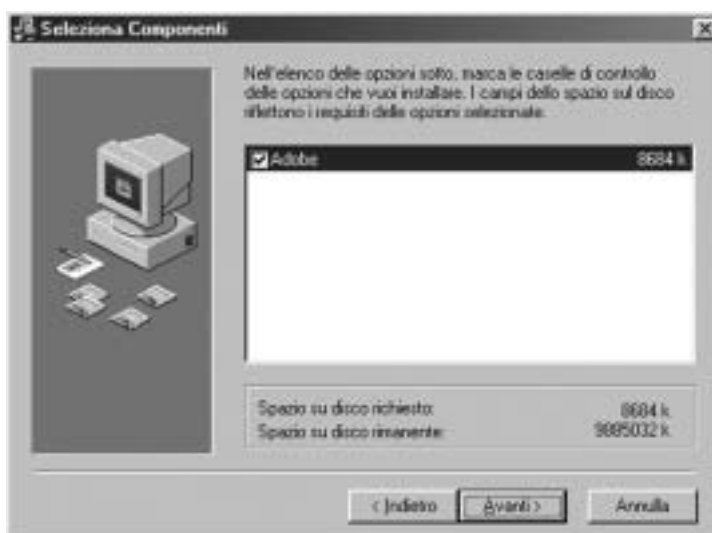 Seleziona Componenti
Nell'elenco delle opzioni sotto, marca le caselle di controllo
delle opzioni che vuoi installare. I campi dello spazio sul disco
riflettono i requisiti delle opzioni selezionate.
Adobe 8684 k
Spazio su disco richiesto: 8684 k
Spazio su disco rimanente: 9885032 k
< Indietro Avanti > Annulla